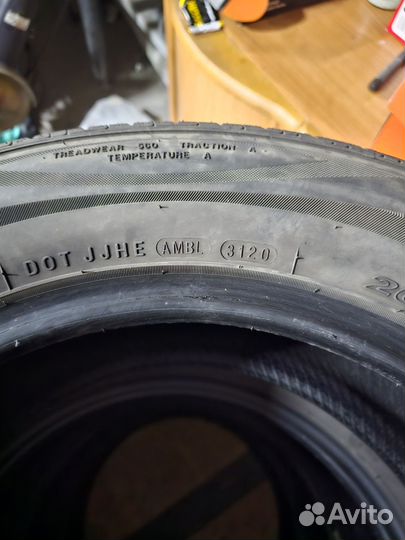 TREADWEAR 560 TRACTION A
TEMPERATURE A
DOT JJHE AMBL 3120
Avito